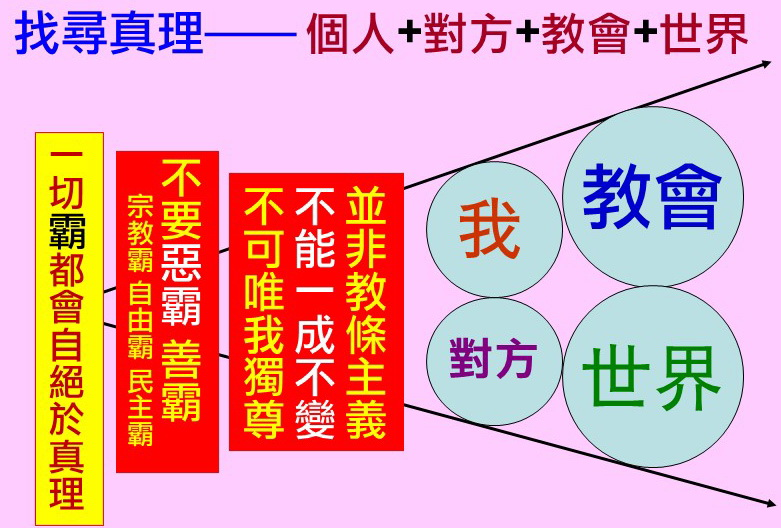 找尋真理——個人+對方+教會+世界
一切霸都會自絕於真理
不要惡霸 善霸
宗教霸 自由霸 民主霸
並非教條主義
不能一成不變
不可唯我獨尊
我
教會
對方
世界